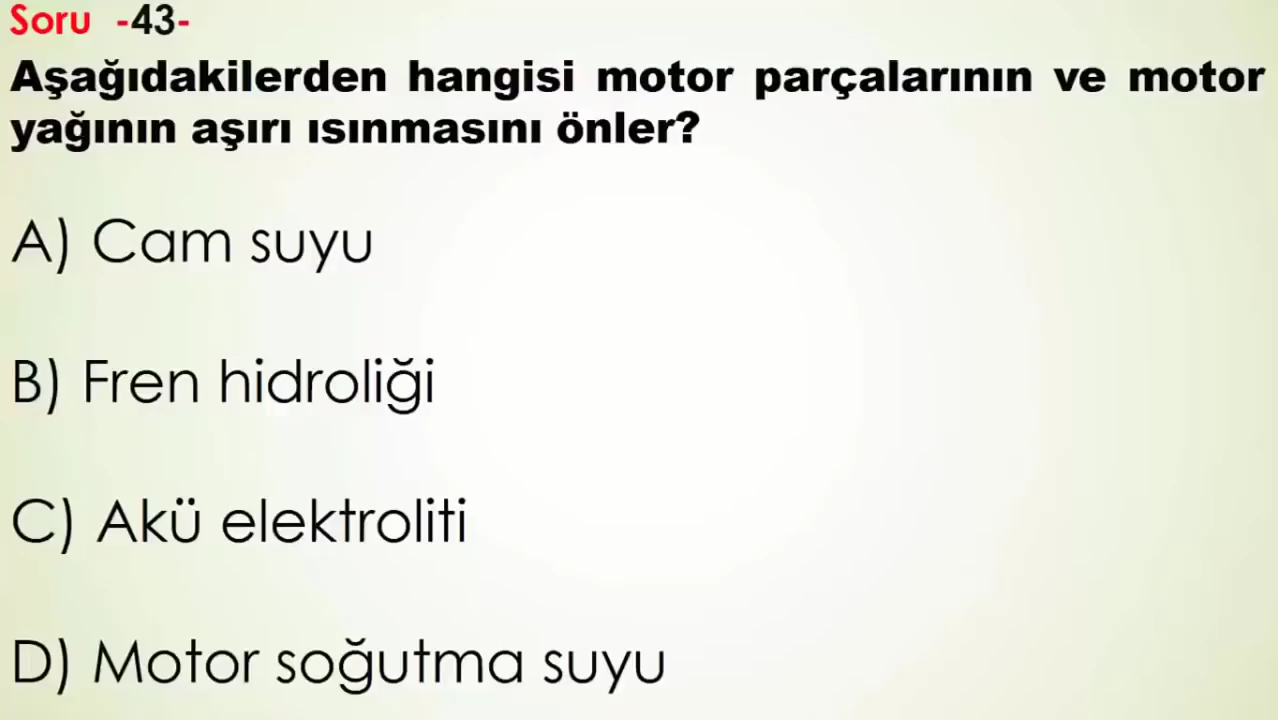 Soru -43-
Aşağıdakilerden hangisi motor parçalarının ve motor
yağının aşırı ısınmasını önler?
A) Cam suyu
B) Fren hidroliği
C) Akü elektroliti
D) Motor soğutma suyu